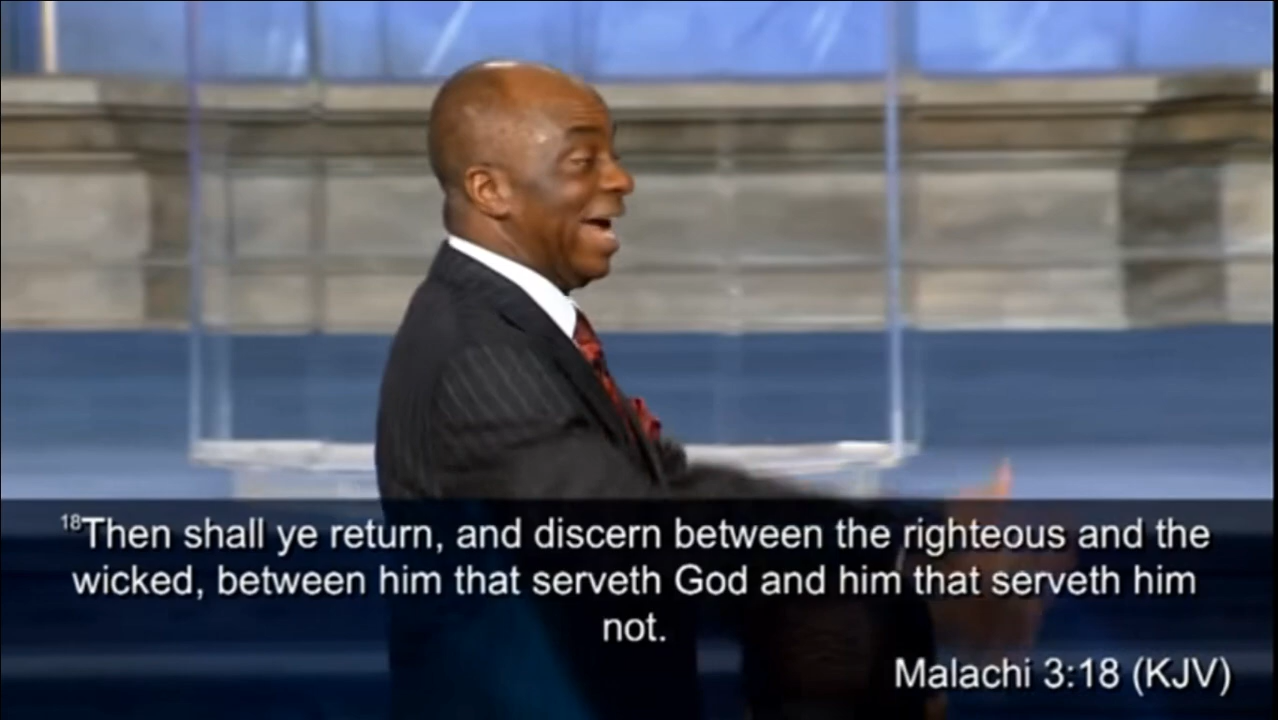 18Then shall ye return, and discern between the righteous and the
wicked, between him that serveth God and him that serveth him
not.
Malachi 3:18 (KJV)